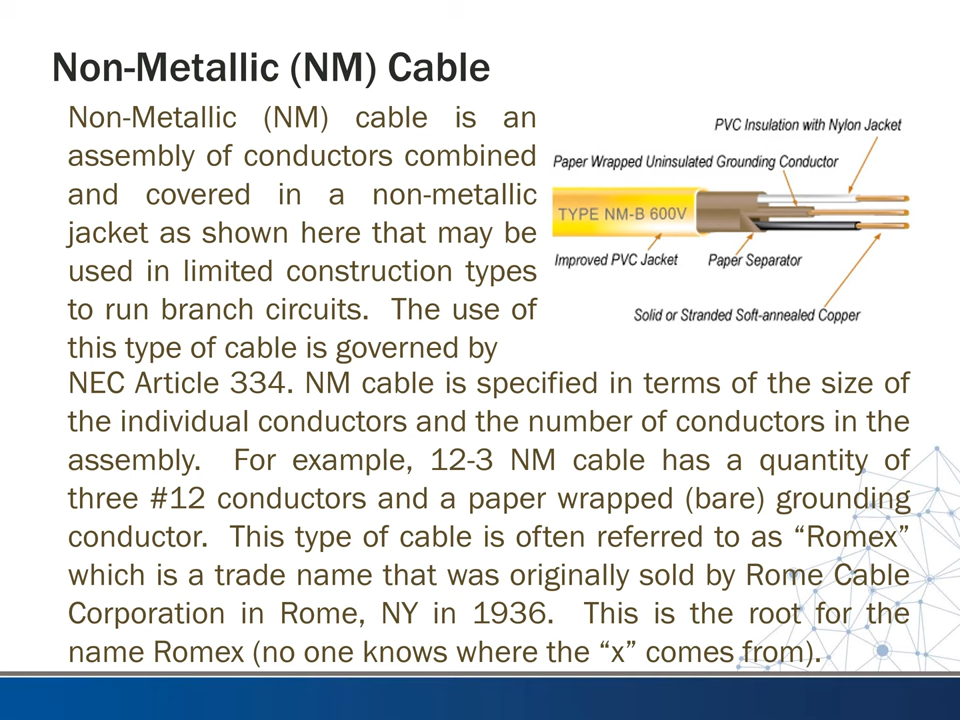 Non-Metallic (NM) Cable
Non-Metallic (NM) cable is an
assembly of conductors combined
and covered in a non-metallic
jacket as shown here that may be
used in limited construction types
to run branch circuits. The use of
this type of cable is governed by
NEC Article 334. NM cable is specified in terms of the size of
the individual conductors and the number of conductors in the
assembly. For example, 12-3 NM cable has a quantity of
three #12 conductors and a paper wrapped (bare) grounding
conductor. This type of cable is often referred to as “Romex”
which is a trade name that was originally sold by Rome Cable
Corporation in Rome, NY in 1936. This is the root for the
name Romex (no one knows where the “x” comes from).
PVC Insulation with Nylon Jacket
Paper Wrapped Uninsulated Grounding Conductor
TYPE NM-B 600V
Improved PVC Jacket
Paper Separator
Solid or Stranded Soft-annealed Copper